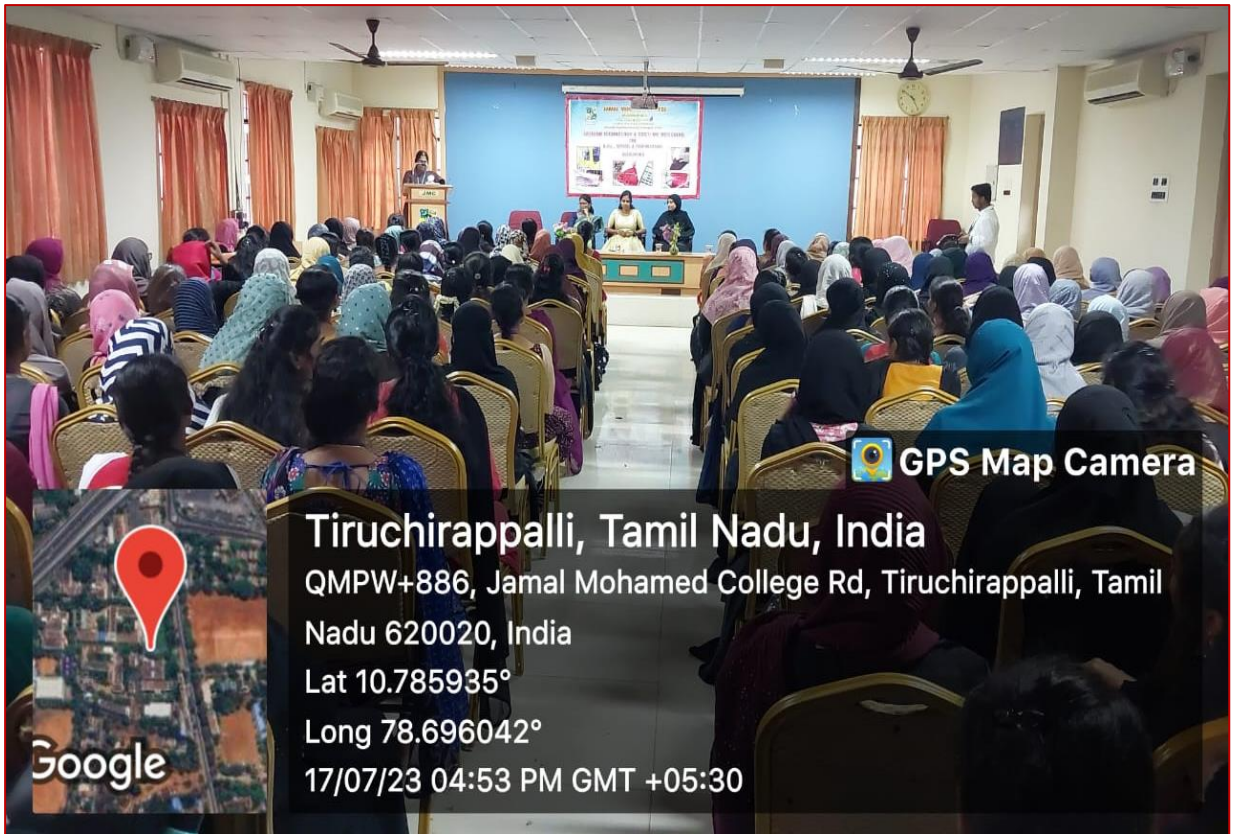 JMC
GPS Map Camera
Tiruchirappalli, Tamil Nadu, India
QMPW+886, Jamal Mohamed College Rd, Tiruchirappalli, Tamil
Nadu 620020, India
Lat 10.785935°
Long 78.696042°
17/07/23 04:53 PM GMT +05:30
Google